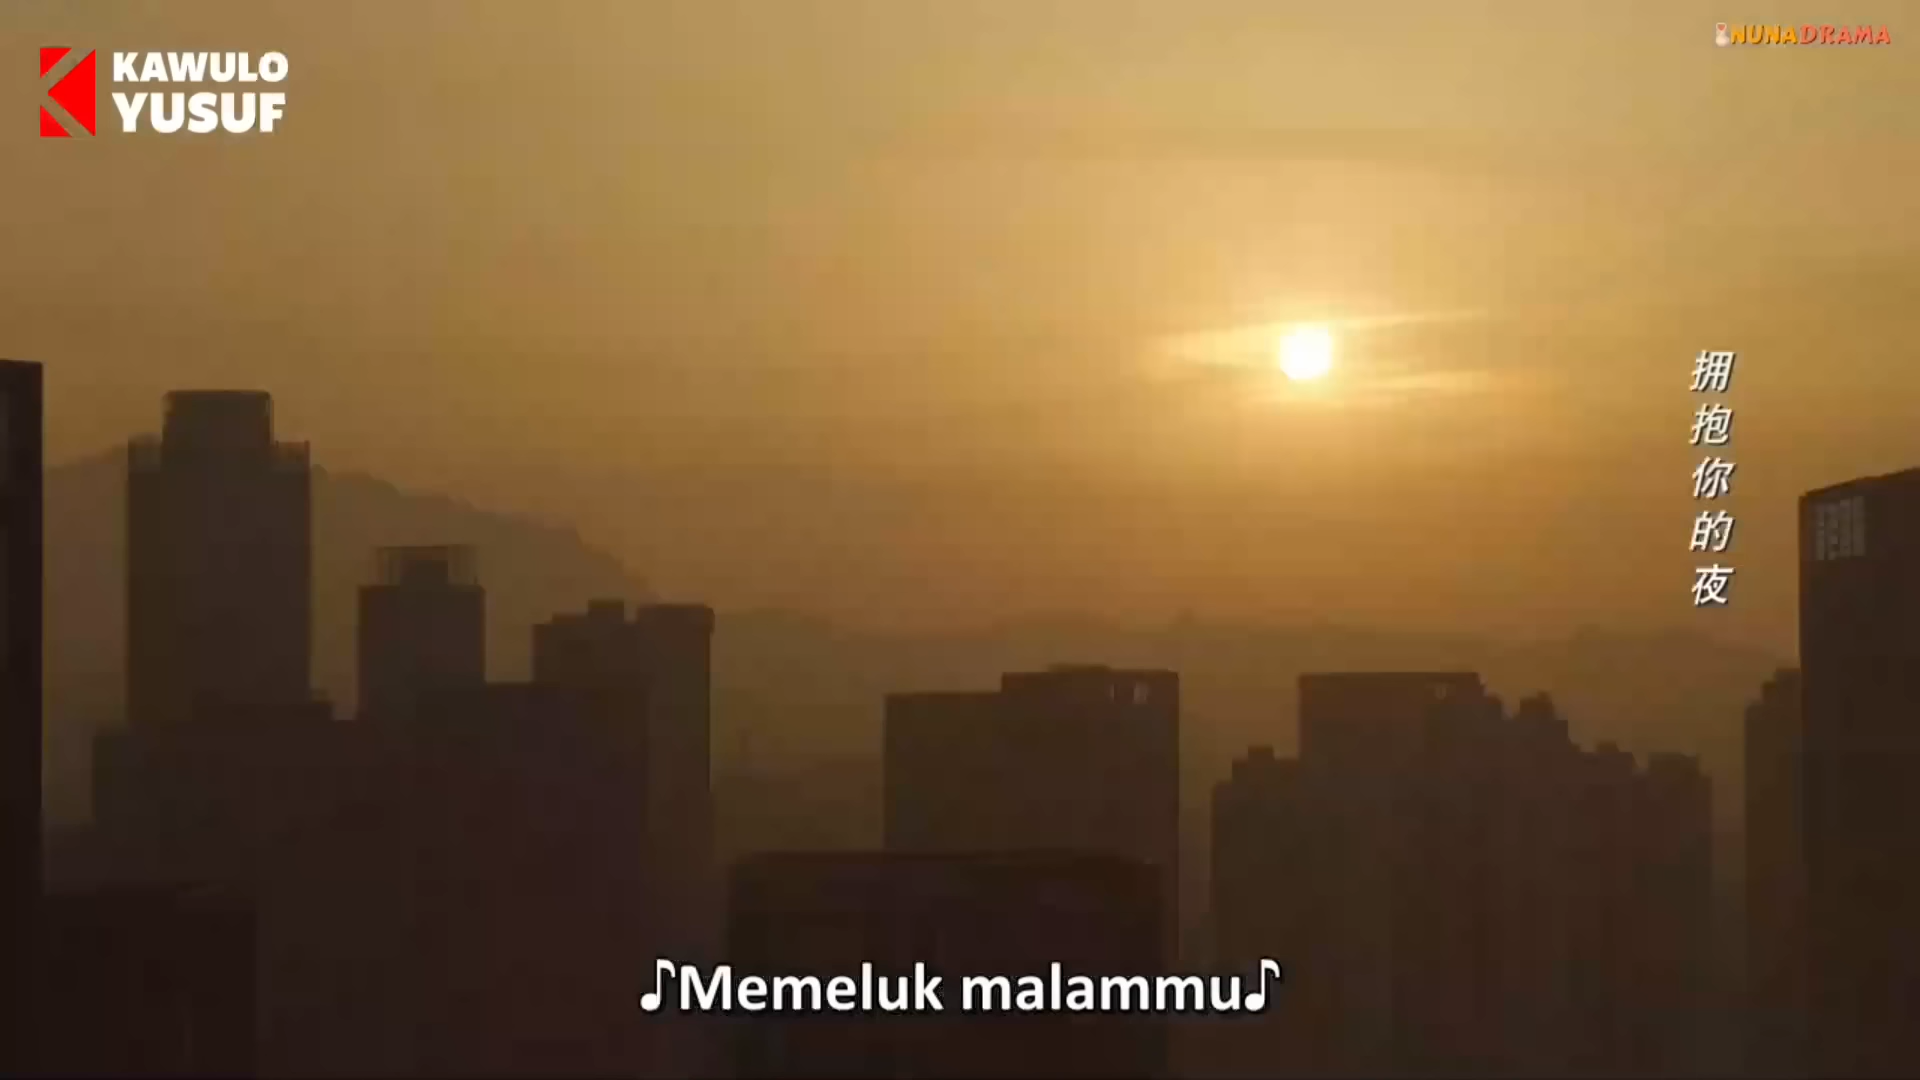 KAWULO
YUSUF
NUNADRAMA
拥抱你的夜
♪Memeluk malammu♪